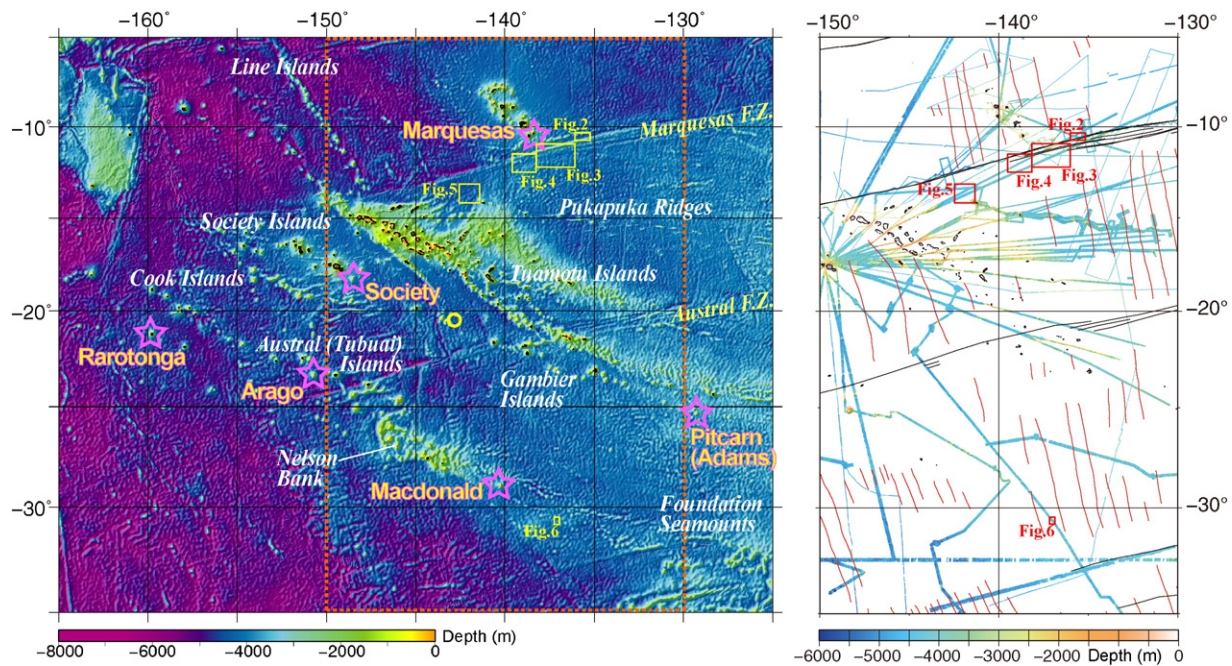 −160° −150° −140° −130°
−10°
−20°
−30°
Line Islands
Marquesas
Fig.2
Marquesas F.Z.
Fig.4
Fig.3
Fig.5
Pukapuka Ridges
Society Islands
Cook Islands
Tuamotu Islands
Society
Austral F.Z.
Rarotonga
Austral (Tubuai)
Islands
Arago
Gambier
Islands
Nelson
Bank
Pitcarn
(Adams)
Macdonald
Foundation
Seamounts
Fig.6
Depth (m)
−8000 −6000 −4000 −2000 0
−150° −140° −130°
−10°
−20°
−30°
Fig.2
Fig.3
Fig.4
Fig.5
Fig.6
Depth (m)
−6000 −5000 −4000 −3000 −2000 0